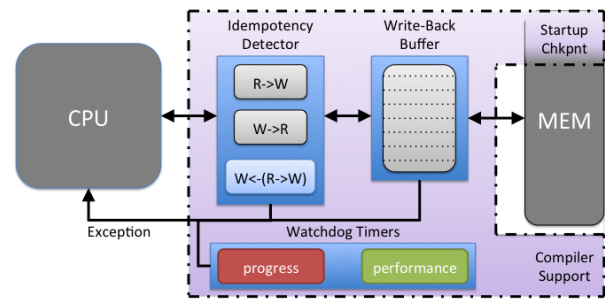 Idempotency
Detector
Write-Back
Buffer
Startup
Chkpnt
CPU
R->W
W->R
W<-(R->W)
MEM
Exception
Watchdog Timers
progress
performance
Compiler
Support